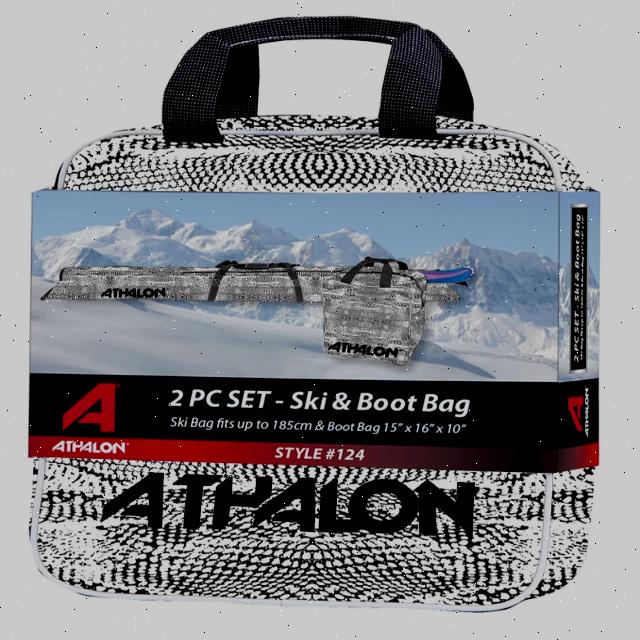 ATHALON
ATHALON
2 PC SET - Ski & Boot Bag
Ski Bag fits up to 185cm & Boot Bag 15" x 16" x 10"
ATHALON
STYLE #124
ATHALON
2 PC SET - Ski & Boot Bag
ATHALON